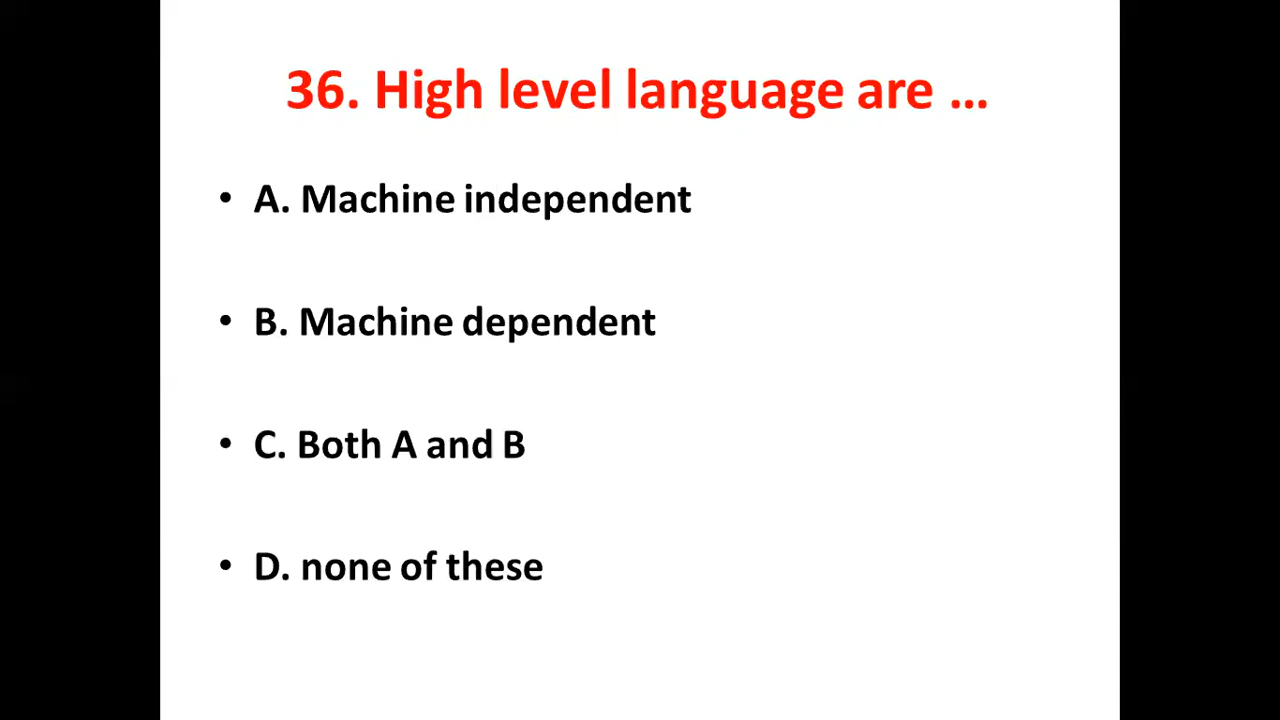 36. High level language are ...
• A. Machine independent
• B. Machine dependent
• C. Both A and B
• D. none of these